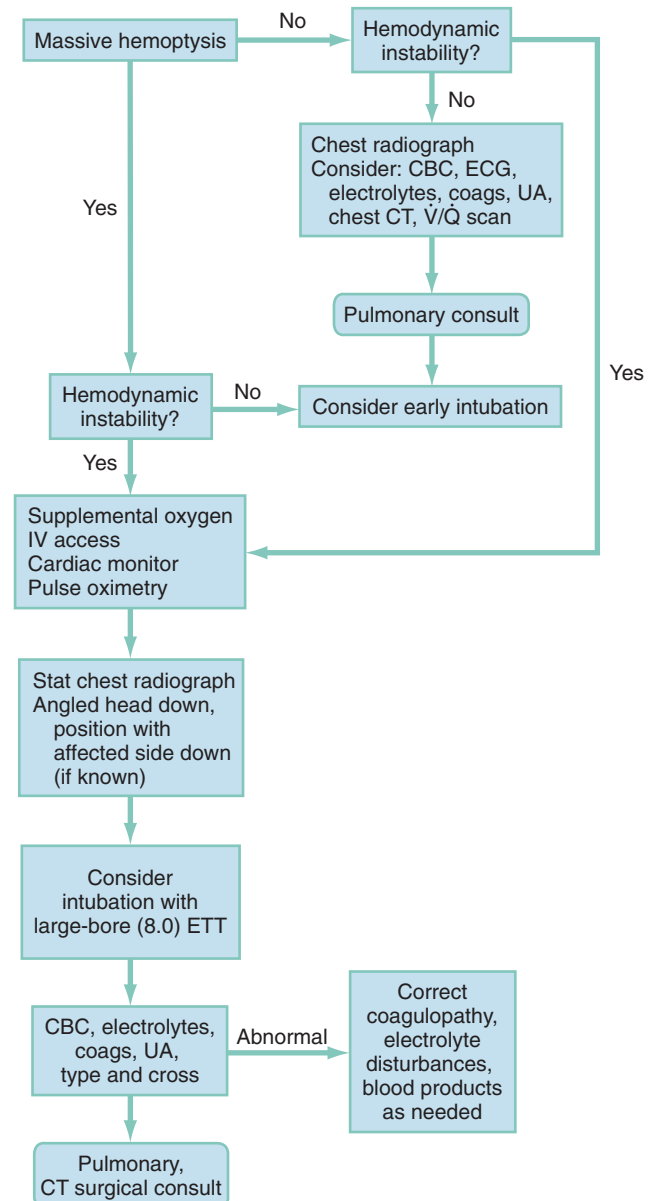 Massive hemoptysis
No
Hemodynamic
instability?
No
Yes
Chest radiograph
Consider: CBC, ECG,
electrolytes, coags, UA,
chest CT, V̇/Q̇ scan
Pulmonary consult
Yes
Hemodynamic
instability?
No
Consider early intubation
Yes
Supplemental oxygen
IV access
Cardiac monitor
Pulse oximetry
Stat chest radiograph
Angled head down,
position with
affected side down
(if known)
Consider
intubation with
large-bore (8.0) ETT
CBC, electrolytes,
coags, UA,
type and cross
Abnormal
Correct
coagulopathy,
electrolyte
disturbances,
blood products
as needed
Pulmonary,
CT surgical consult